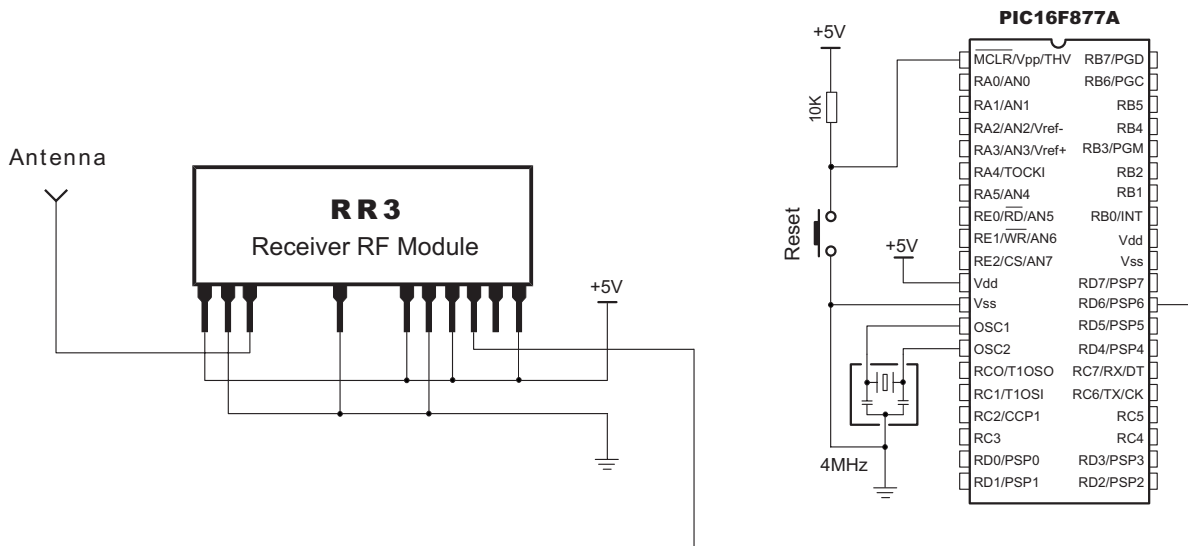 PIC16F877A
+5V
10K
Reset
+5V
4MHz
MCLR/Vpp/THV
RA0/AN0
RA1/AN1
RA2/AN2/Vref-
RA3/AN3/Vref+
RA4/TOCKI
RA5/AN4
RE0/RD/AN5
RE1/WR/AN6
RE2/CS/AN7
Vdd
Vss
OSC1
OSC2
RCO/T1OSO
RC1/T1OSI
RC2/CCP1
RC3
RD0/PSP0
RD1/PSP1
RB7/PGD
RB6/PGC
RB5
RB4
RB3/PGM
RB2
RB1
RB0/INT
Vdd
Vss
RD7/PSP7
RD6/PSP6
RD5/PSP5
RD4/PSP4
RC7/RX/DT
RC6/TX/CK
RC5
RC4
RD3/PSP3
RD2/PSP2
Antenna
RR3
Receiver RF Module
+5V